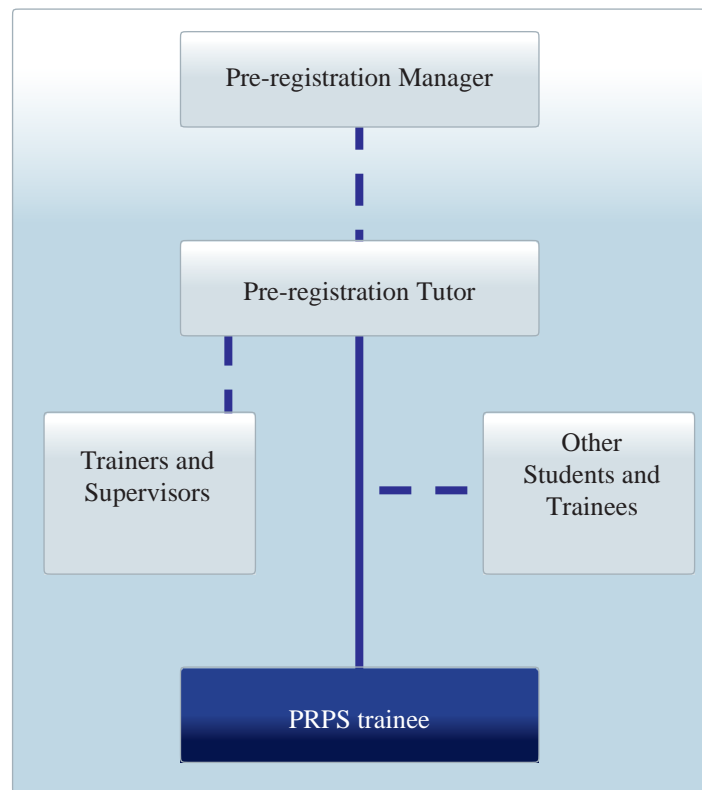 Pre-registration Manager
Pre-registration Tutor
Trainers and
Supervisors
Other
Students and
Trainees
PRPS trainee